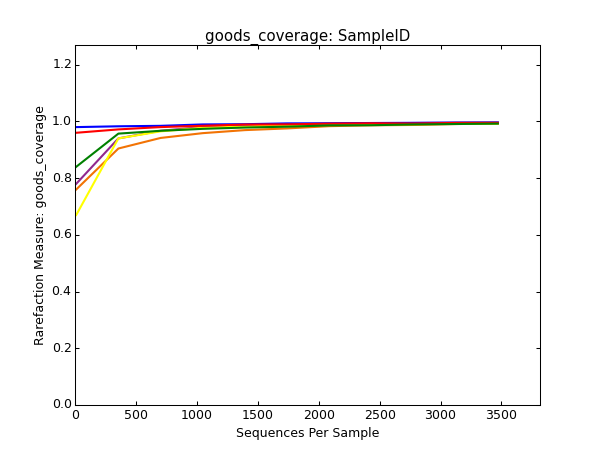 goods_coverage: SampleID
Rarefaction Measure: goods_coverage
1.2
1.0
0.8
0.6
0.4
0.2
0.0
0 500 1000 1500 2000 2500 3000 3500
Sequences Per Sample